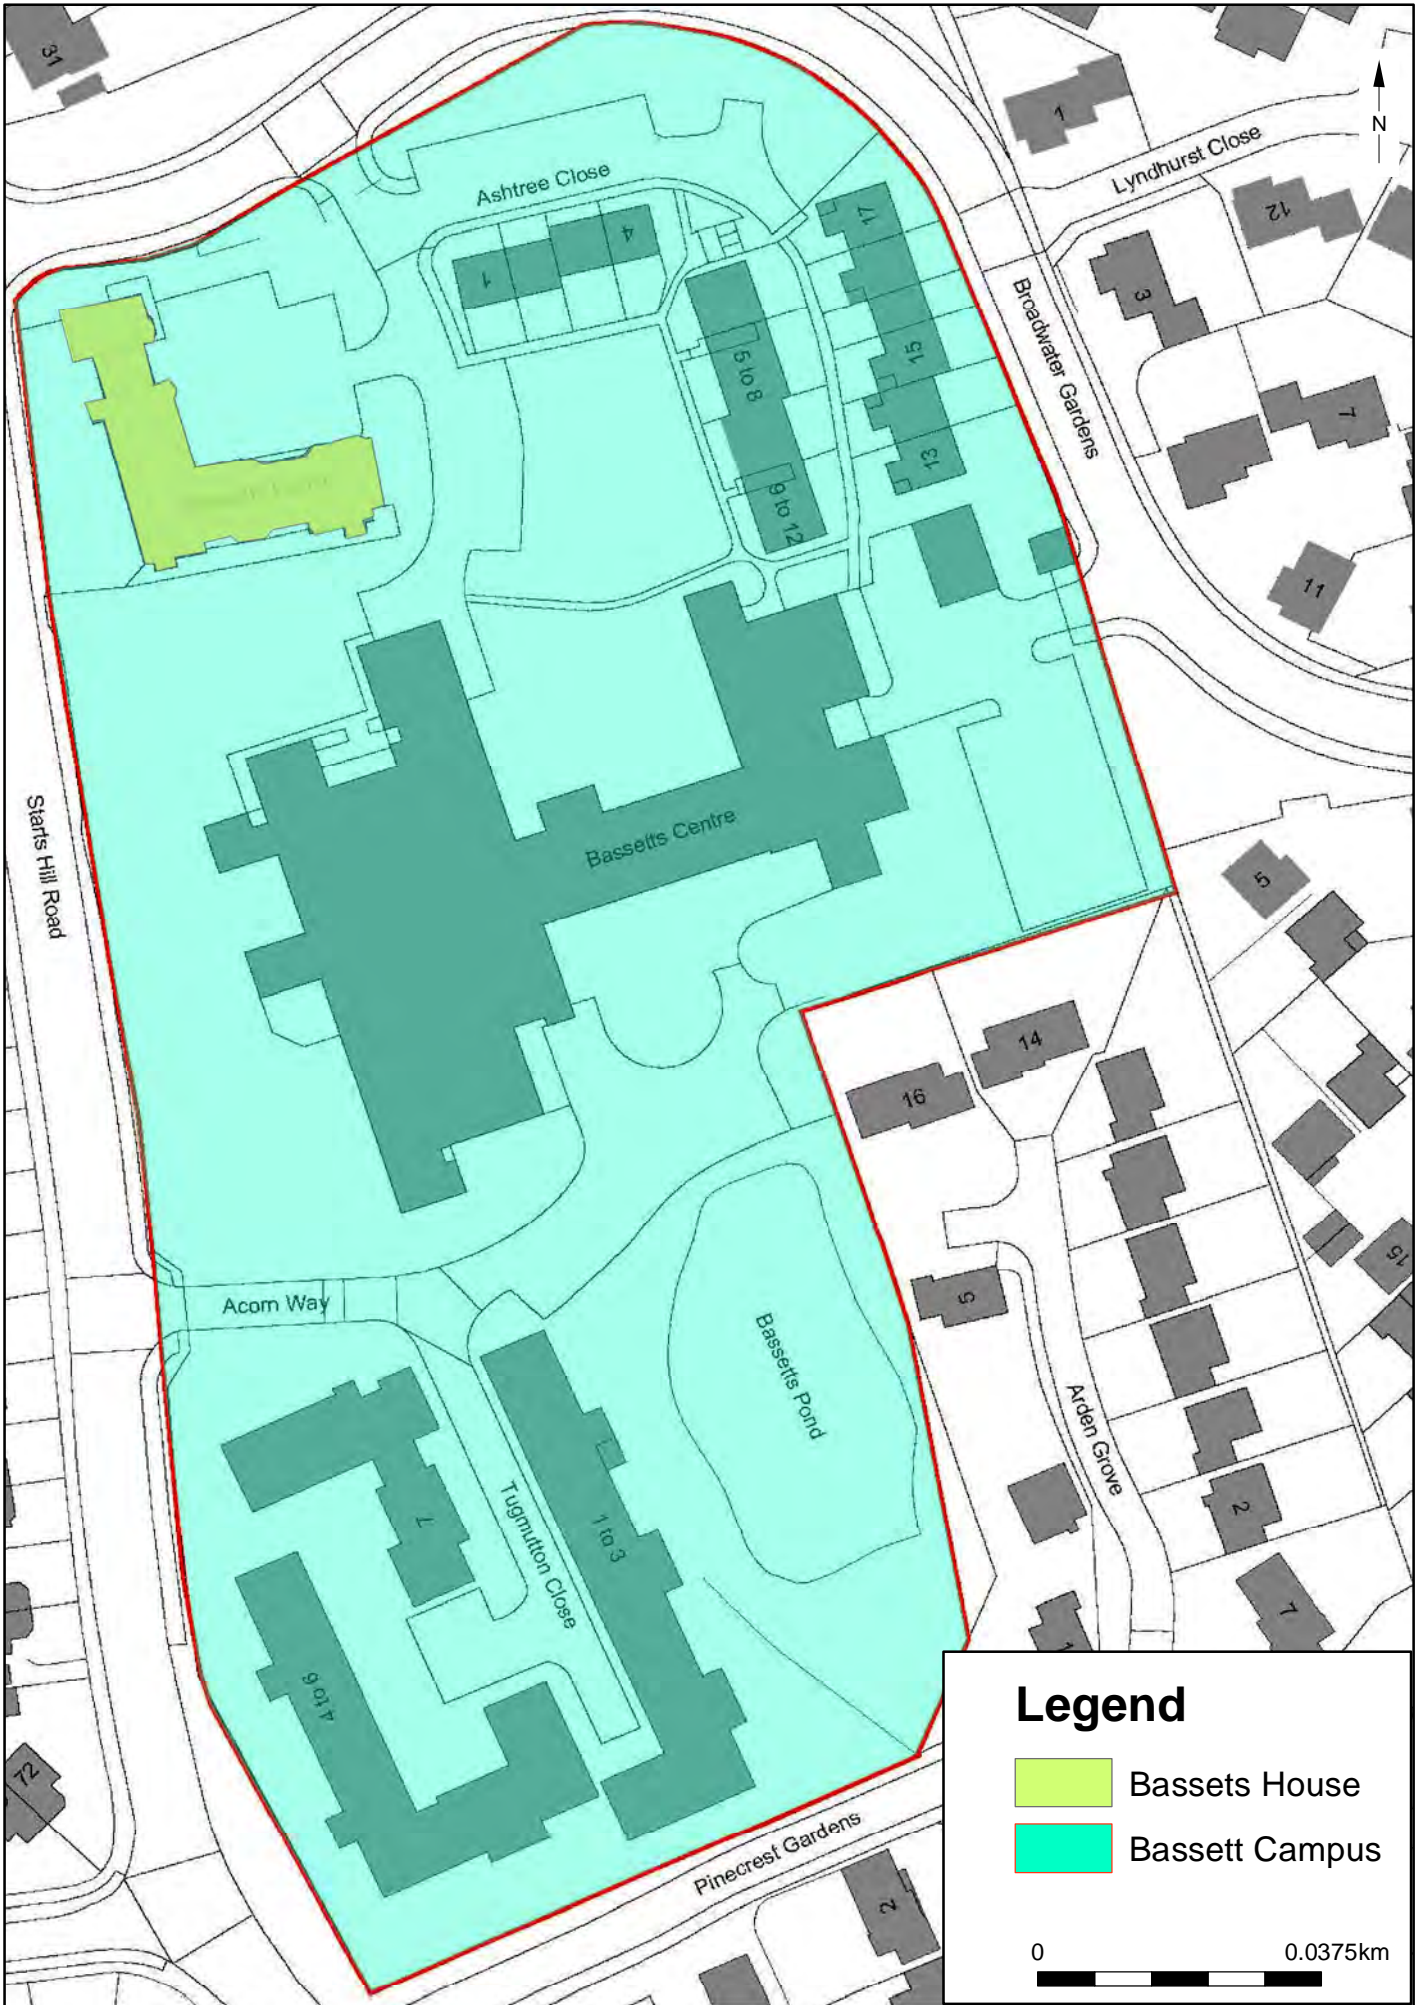 31
1
N
Lyndhurst Close
Ashtree Close
12
17
4
1
3
Broadwater Gardens
5 to 8
15
7
13
9 to 12
11
Starts Hill Road
Bassetts Centre
5
14
16
15
Acorn Way
5
Bassetts Pond
Arden Grove
Tugmutton Close
7
1 to 3
2
7
4 to 6
1
72
Pinecrest Gardens
2
Legend
Bassets House
Bassett Campus
0 0.0375km